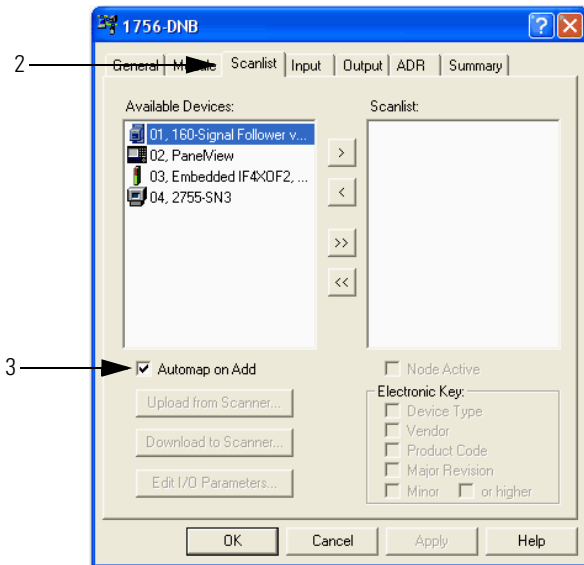 1756-DNB
2
General Module Scanlist Input Output ADR Summary
Available Devices:
Scanlist:
01, 160-Signal Follower v...
02, PanelView
03, Embedded IF4XOF2, ...
04, 2755-SN3
>
<
>>
<<
3
Automap on Add
Node Active
Upload from Scanner...
Download to Scanner...
Edit I/O Parameters...
Electronic Key:
Device Type
Vendor
Product Code
Major Revision
Minor or higher
OK Cancel Apply Help